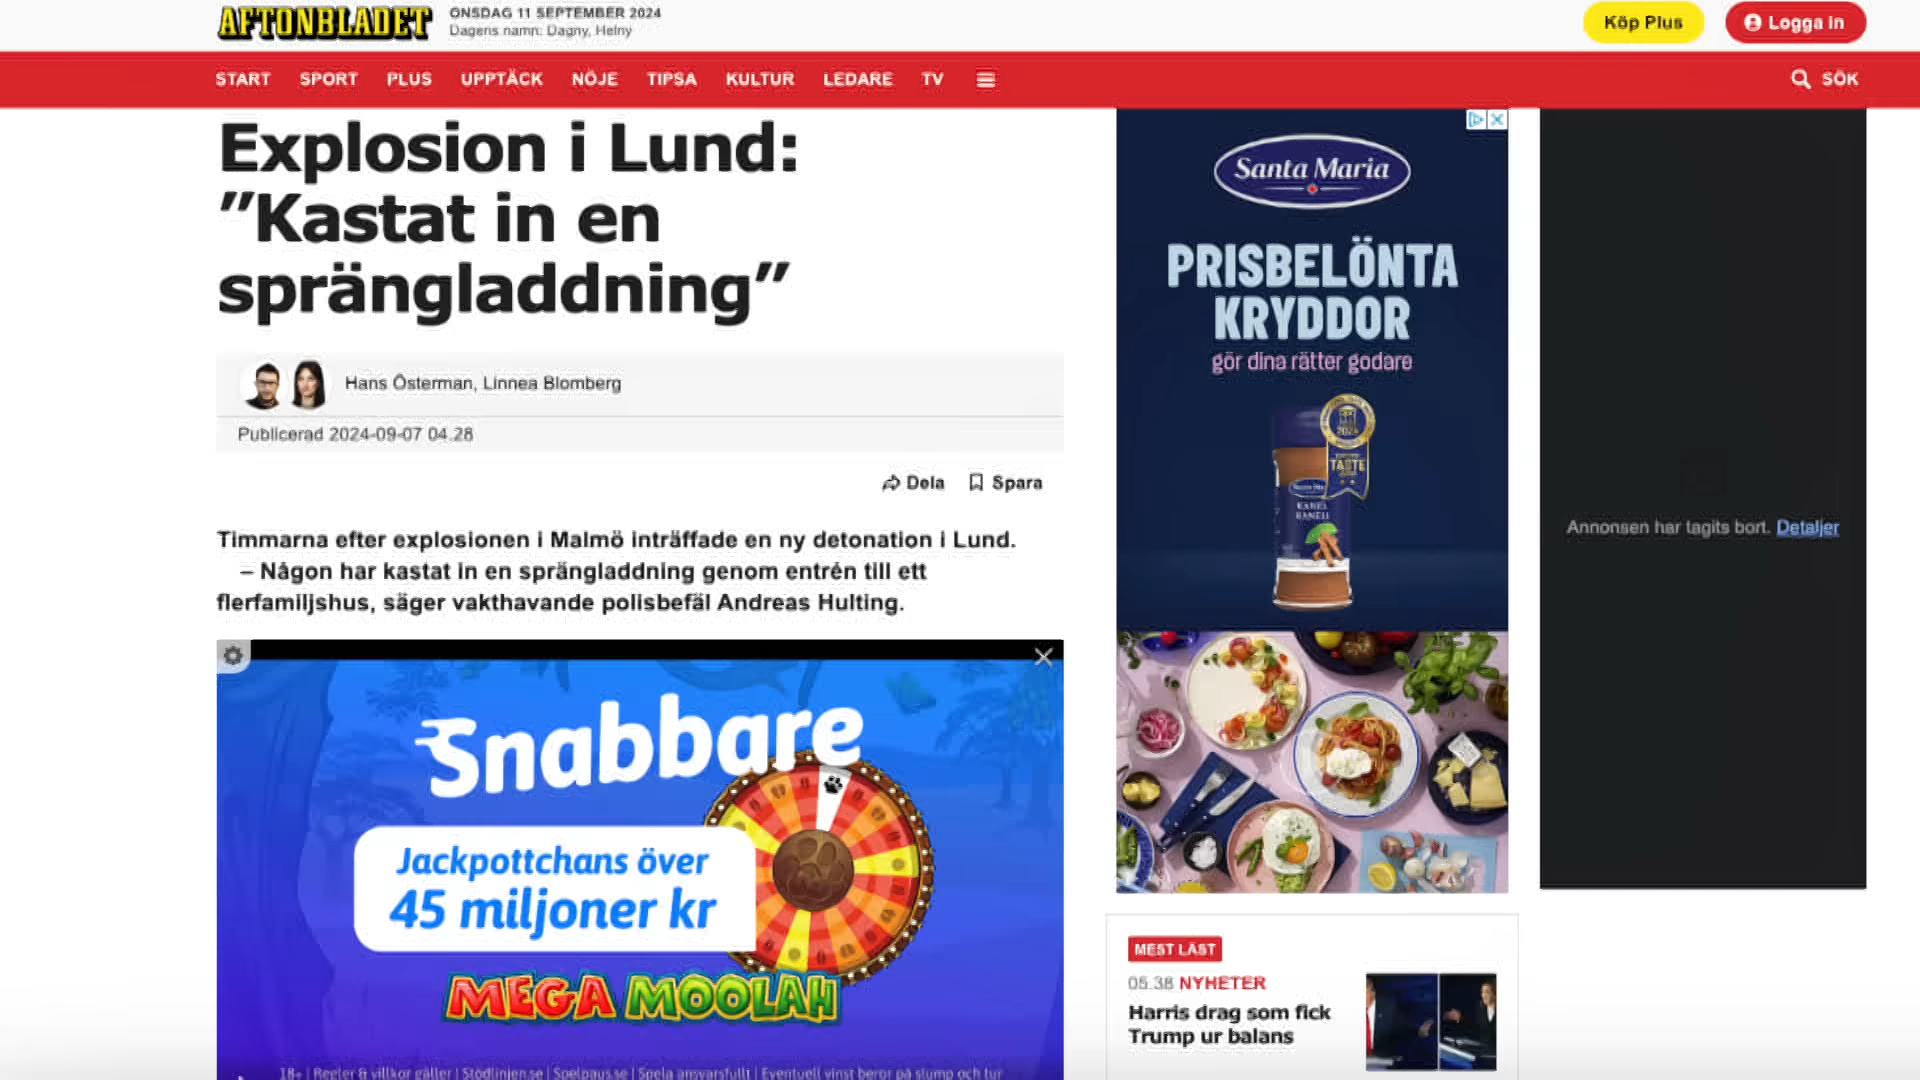 AFTONBLADET
ONSDAG 11 SEPTEMBER 2024
Dagens namn: Dagny, Helny
Köp Plus
Logga in
START SPORT PLUS UPPTÄCK NÖJE TIPSA KULTUR LEDARE TV
SÖK
Explosion i Lund:
”Kastat in en
sprängladdning”
Hans Österman, Linnea Blomberg
Publicerad 2024-09-07 04.28
Dela Spara
Timmarna efter explosionen i Malmö inträffade en ny detonation i Lund.
– Någon har kastat in en sprängladdning genom entrén till ett
flerfamiljshus, säger vakthavande polisbefäl Andreas Hulting.
Snabbare
Jackpottchans över
45 miljoner kr
MEGA MOOLAH
18+ | Regler & villkor gäller | Stödlinjen.se | Spelpaus.se | Spela ansvarsfullt | Eventuell vinst beror på slump och tur
Santa Maria
PRISBELÖNTA
KRYDDOR
gör dina rätter godare
2024
TASTE
KANEL
KANELI
Annonsen har tagits bort. Detaljer
MEST LÄST
05.38 NYHETER
Harris drag som fick
Trump ur balans